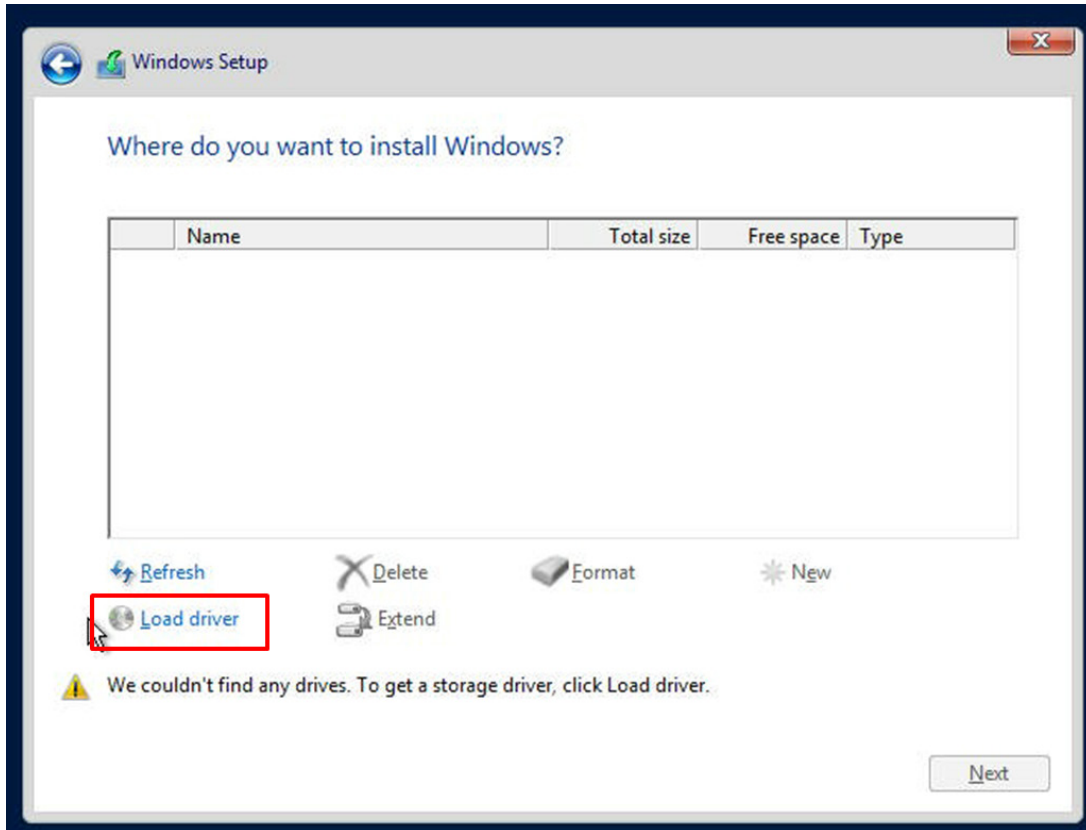 Windows Setup
Where do you want to install Windows?
Name Total size Free space Type
Refresh Delete Format New
Load driver Extend
We couldn't find any drives. To get a storage driver, click Load driver.
Next